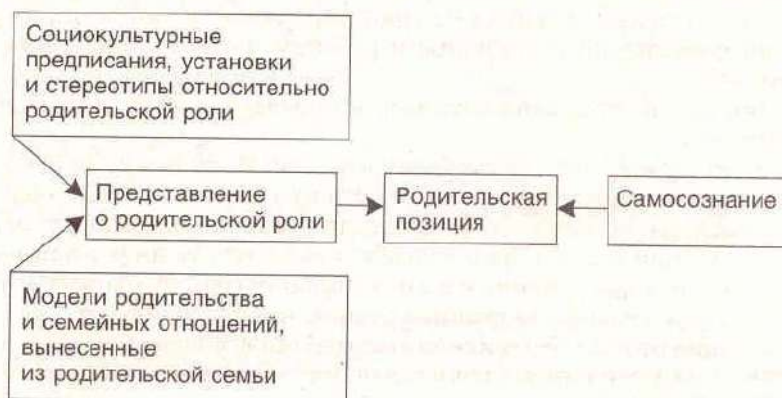 Социокультурные
предписания, установки
и стереотипы относительно
родительской роли
Представление
о родительской роли
Родительская
позиция
Самосознание
Модели родительства
и семейных отношений,
вынесенные
из родительской семьи